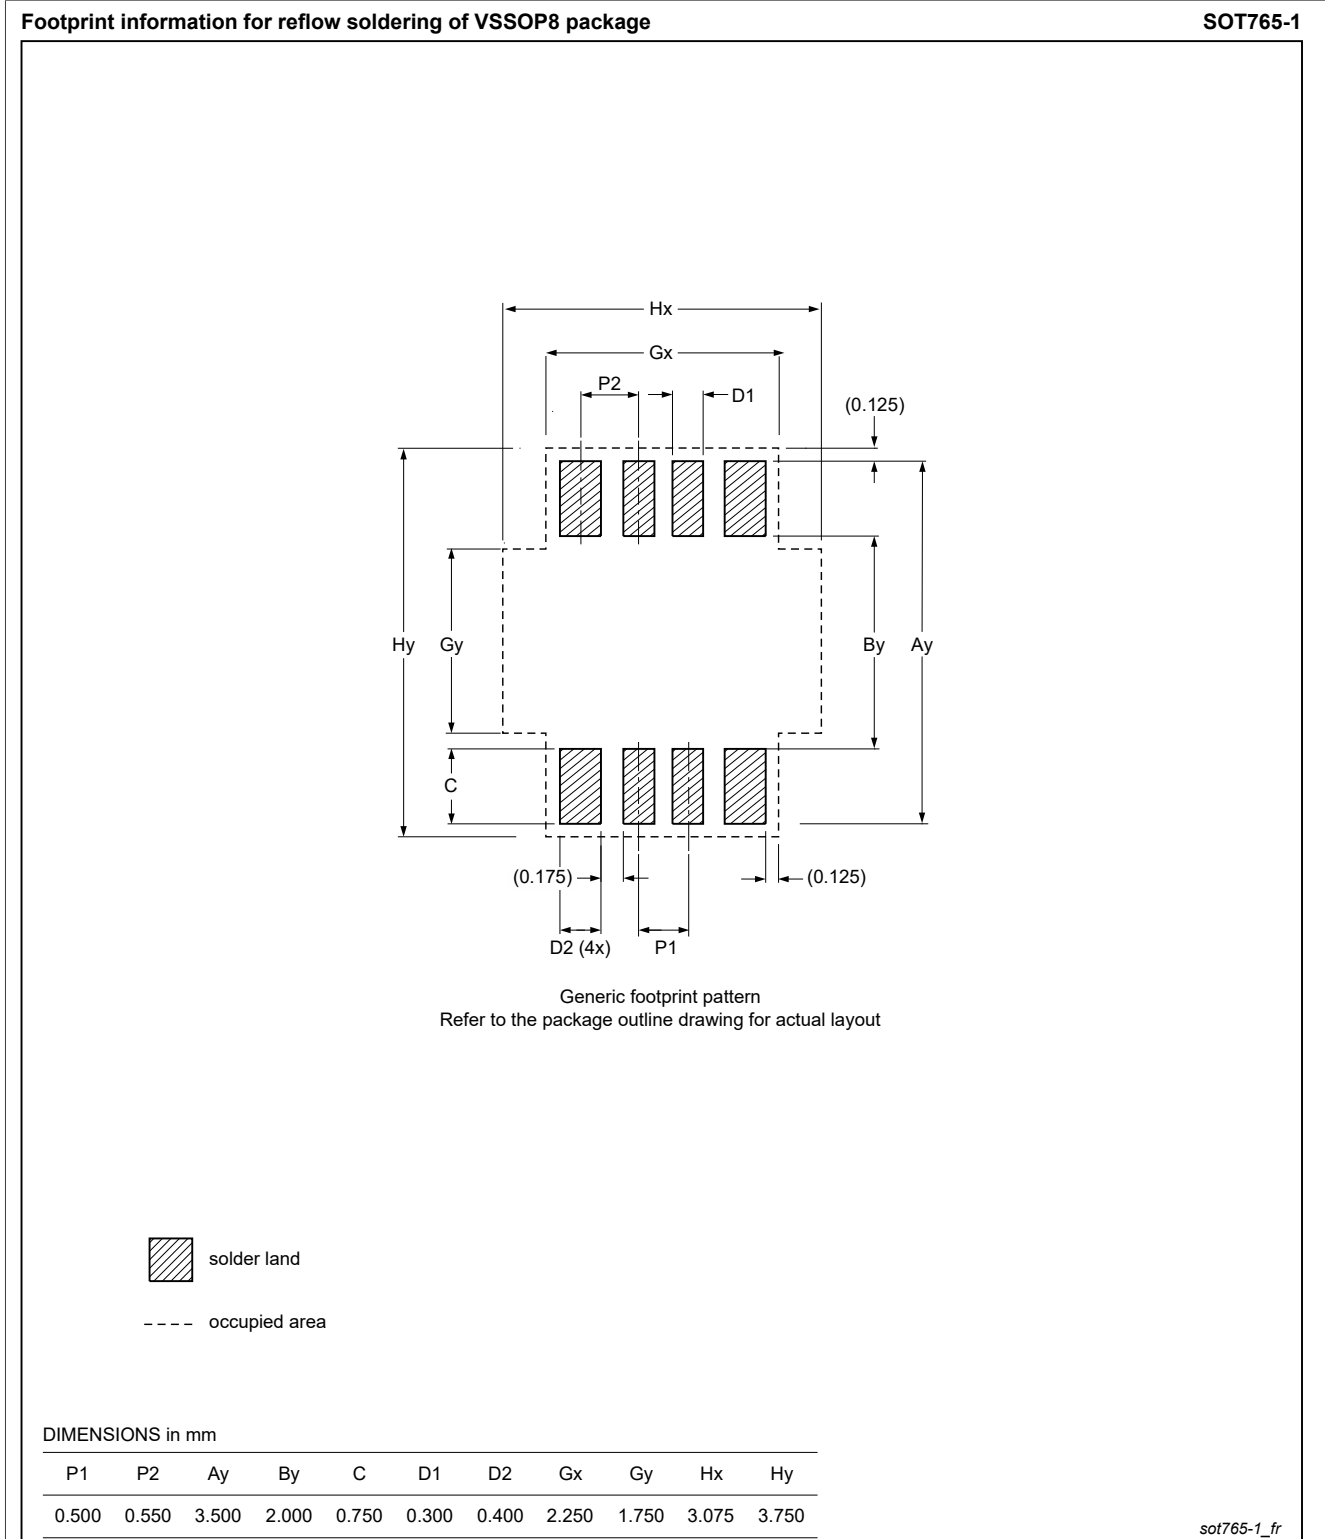 Footprint information for reflow soldering of VSSOP8 package SOT765-1
Hx
Gx
P2
D1
(0.125)
Hy
Gy
By
Ay
C
(0.175)
(0.125)
D2 (4x)
P1
Generic footprint pattern
Refer to the package outline drawing for actual layout
solder land
occupied area
DIMENSIONS in mm
P1 P2 Ay By C D1 D2 Gx Gy Hx Hy
0.500 0.550 3.500 2.000 0.750 0.300 0.400 2.250 1.750 3.075 3.750
sot765-1_fr